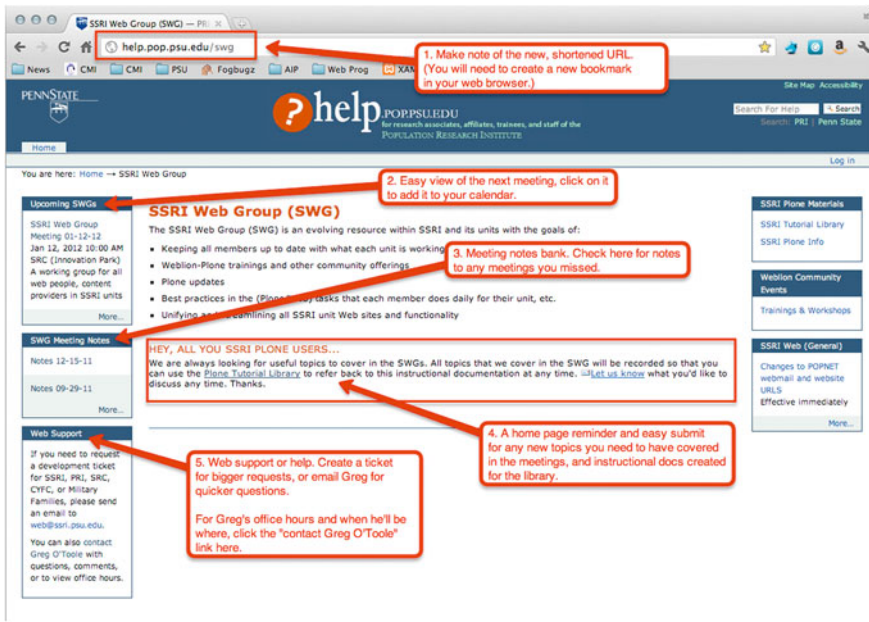 SSRI Web Group (SWG) — PRI
help.pop.psu.edu/swg
News CMI CMI PSU Fogbugz AIP Web Prog XAM
1. Make note of the new, shortened URL.
(You will need to create a new bookmark
in your web browser.)
PENNSTATE
?help.POP.PSU.EDU
for research associates, affiliates, trainees, and staff of the
POPULATION RESEARCH INSTITUTE
Site Map Accessibility
Search For Help Search
Search: PRI | Penn State
Home
Log in
You are here: Home → SSRI Web Group
2. Easy view of the next meeting, click on it
to add it to your calendar.
Upcoming SWGs
SSRI Web Group
Meeting 01-12-12
Jan 12, 2012 10:00 AM
SRC (Innovation Park)
A working group for all
web people, content
providers in SSRI units
More...
SWG Meeting Notes
Notes 12-15-11
Notes 09-29-11
More...
Web Support
If you need to request
a development ticket
for SSRI, PRI, SRC,
CYFC, or Military
Families, please send
an email to
web@ssri.psu.edu.
You can also contact
Greg O'Toole with
questions, comments,
or to view office hours.
SSRI Web Group (SWG)
The SSRI Web Group (SWG) is an evolving resource within SSRI and its units with the goals of:
Keeping all members up to date with what each unit is working
Weblion-Plone trainings and other community offerings
Plone updates
Best practices in the tasks that each member does daily for their unit, etc.
Unifying and streamlining all SSRI unit Web sites and functionality
3. Meeting notes bank. Check here for notes
to any meetings you missed.
HEY, ALL YOU SSRI PLONE USERS...
We are always looking for useful topics to cover in the SWGs. All topics that we cover in the SWG will be recorded so that you
can use the Plone Tutorial Library to refer back to this instructional documentation at any time. Let us know what you'd like to
discuss any time. Thanks.
4. A home page reminder and easy submit
for any new topics you need to have covered
in the meetings, and instructional docs created
for the library.
5. Web support or help. Create a ticket
for bigger requests, or email Greg for
quicker questions.
For Greg's office hours and when he'll be
where, click the "contact Greg O'Toole"
link here.
SSRI Plone Materials
SSRI Tutorial Library
SSRI Plone Info
Weblion Community
Events
Trainings & Workshops
SSRI Web (General)
Changes to POPNET
webmail and website
URLS
Effective immediately
More...